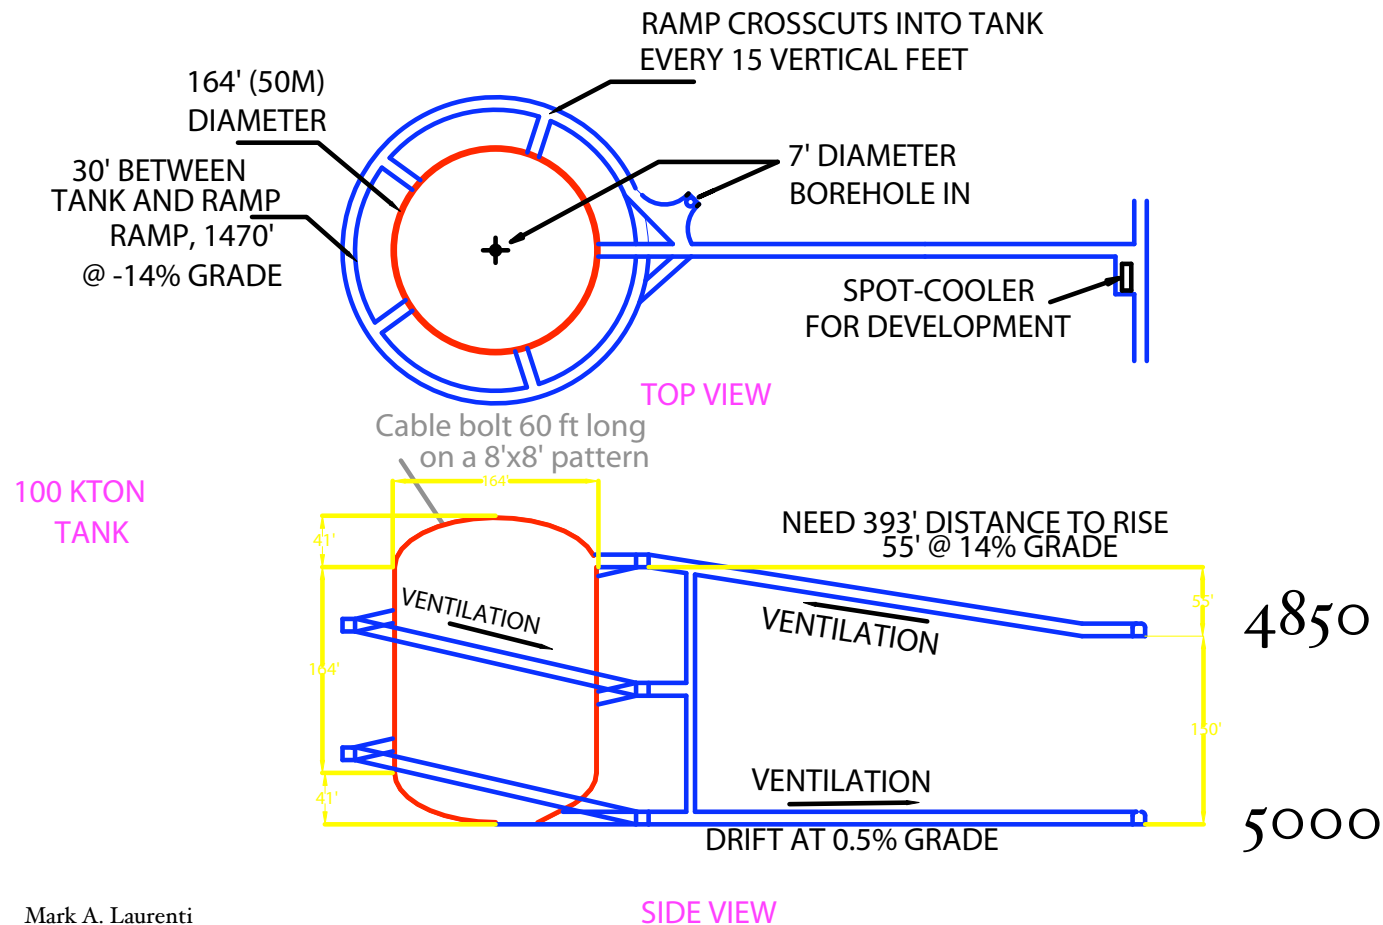 RAMP CROSSCUTS INTO TANK
EVERY 15 VERTICAL FEET
164' (50M)
DIAMETER
30' BETWEEN
TANK AND RAMP
RAMP, 1470'
@ -14% GRADE
7' DIAMETER
BOREHOLE IN
SPOT-COOLER
FOR DEVELOPMENT
TOP VIEW
Cable bolt 60 ft long
on a 8'x8' pattern
164'
100 KTON
TANK
NEED 393' DISTANCE TO RISE
55' @ 14% GRADE
41'
VENTILATION
VENTILATION
55'
4850
164'
150'
VENTILATION
41'
DRIFT AT 0.5% GRADE
5000
Mark A. Laurenti
SIDE VIEW